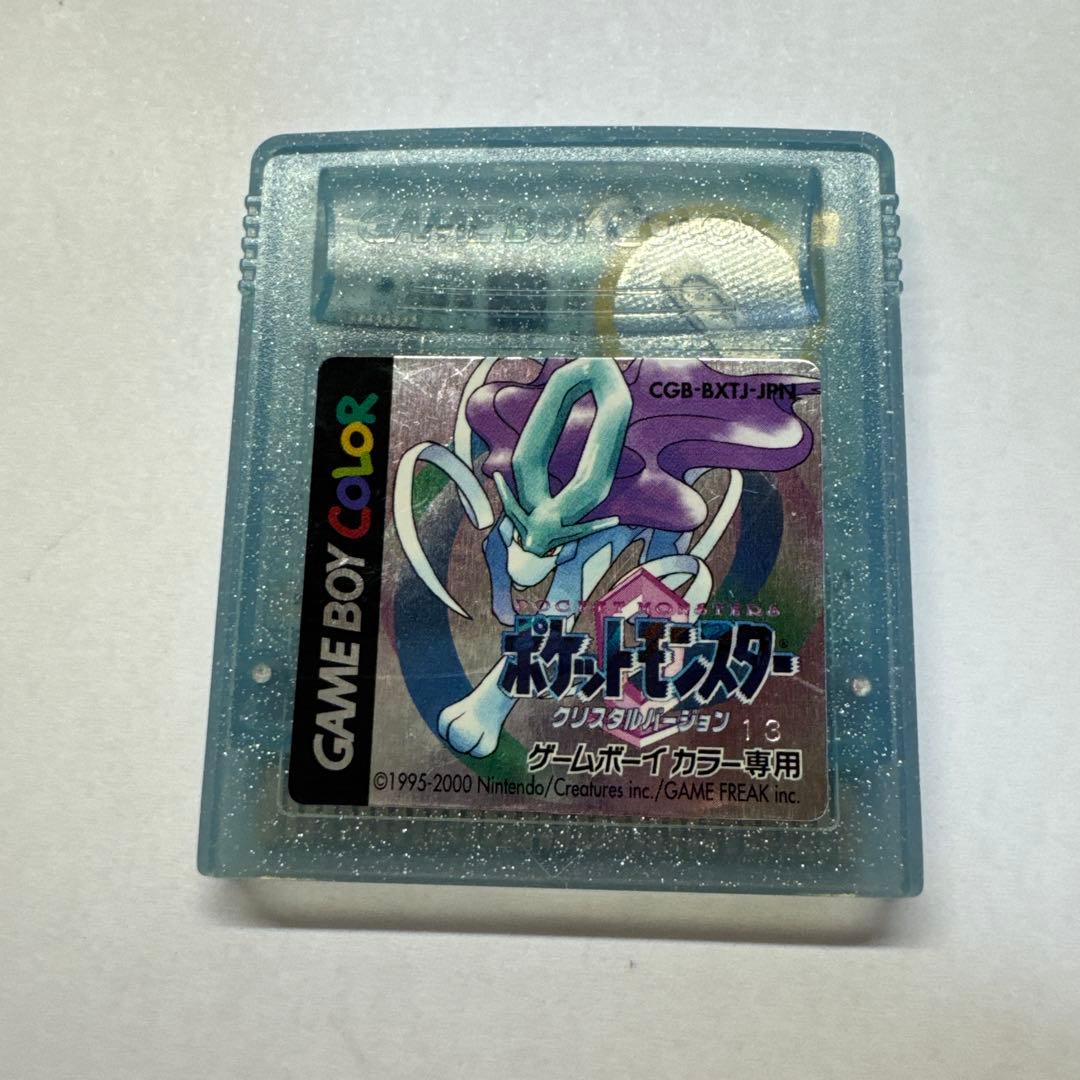 GAME BOY COLOR
GAME BOY COLOR
CGB-BXTJ-JPN
POCKET MONSTERS
ポケットモンスター®
クリスタルバージョン
13
ゲームボーイカラー専用
©1995-2000 Nintendo/Creatures inc./GAME FREAK inc.